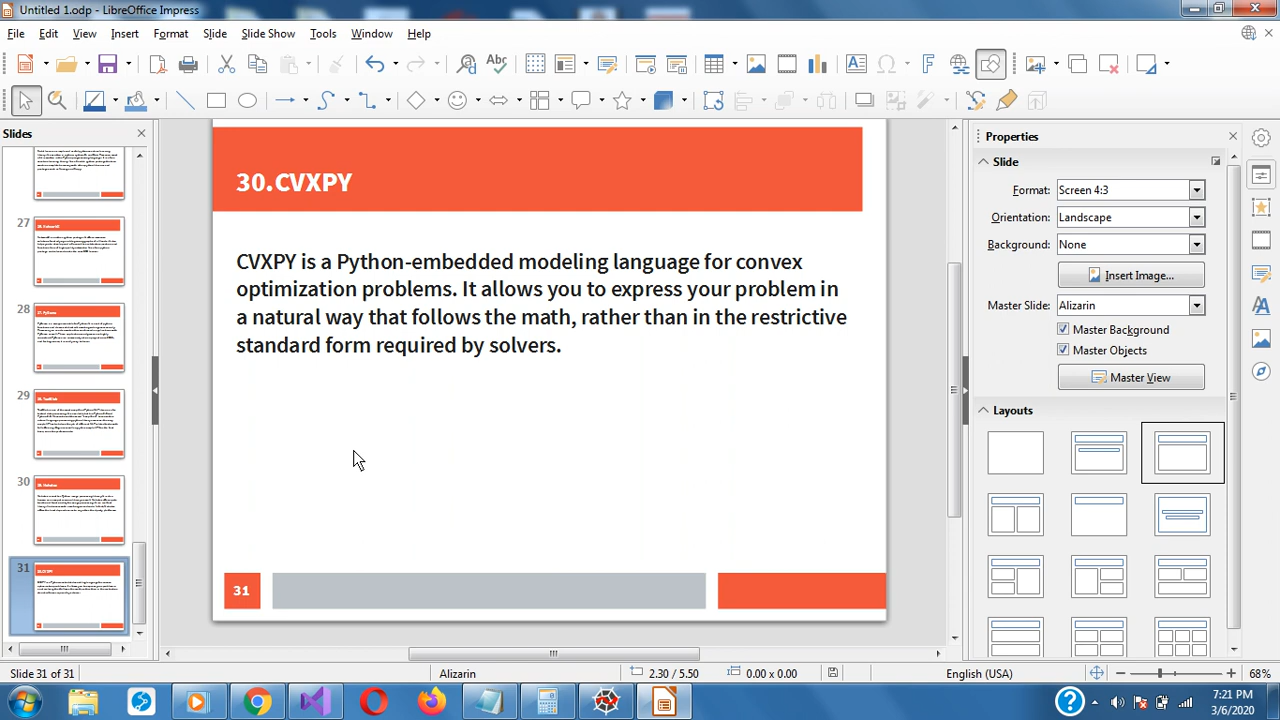 Untitled 1.odp - LibreOffice Impress
File Edit View Insert Format Slide Slide Show Tools Window Help
Slides
27
28
29
30
31
30.CVXPY
CVXPY is a Python-embedded modeling language for convex
optimization problems. It allows you to express your problem in
a natural way that follows the math, rather than in the restrictive
standard form required by solvers.
31
Properties
Slide
Format: Screen 4:3
Orientation: Landscape
Background: None
Insert Image...
Master Slide: Alizarin
Master Background
Master Objects
Master View
Layouts
Slide 31 of 31 Alizarin 2.30 / 5.50 0.00 x 0.00 English (USA) 68%
7:21 PM
3/6/2020